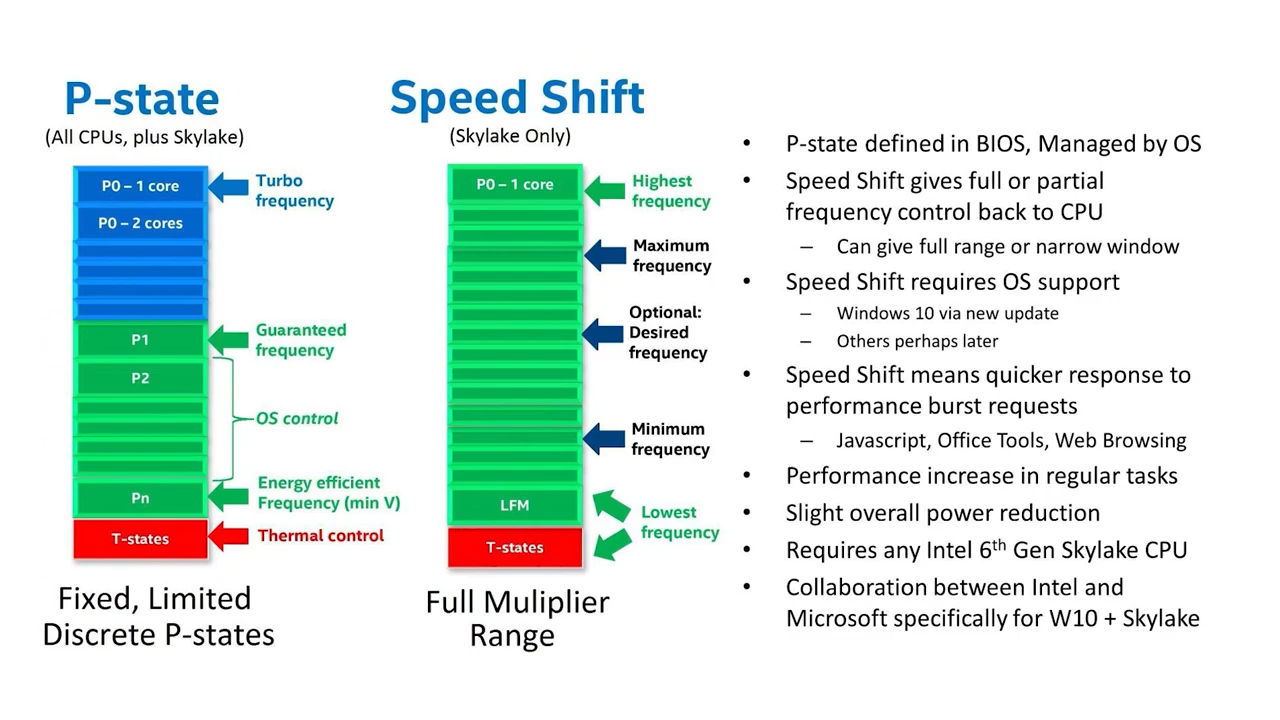 P-state
(All CPUs, plus Skylake)
P0 – 1 core
Turbo
frequency
P0 – 2 cores
P1
Guaranteed
frequency
P2
OS control
Pn
Energy efficient
Frequency (min V)
T-states
Thermal control
Fixed, Limited
Discrete P-states
Speed Shift
(Skylake Only)
P0 – 1 core
Highest
frequency
Maximum
frequency
Optional:
Desired
frequency
Minimum
frequency
LFM
Lowest
frequency
T-states
Full Muliplier
Range
• P-state defined in BIOS, Managed by OS
• Speed Shift gives full or partial
frequency control back to CPU
– Can give full range or narrow window
• Speed Shift requires OS support
– Windows 10 via new update
– Others perhaps later
• Speed Shift means quicker response to
performance burst requests
– Javascript, Office Tools, Web Browsing
• Performance increase in regular tasks
• Slight overall power reduction
• Requires any Intel 6th Gen Skylake CPU
• Collaboration between Intel and
Microsoft specifically for W10 + Skylake